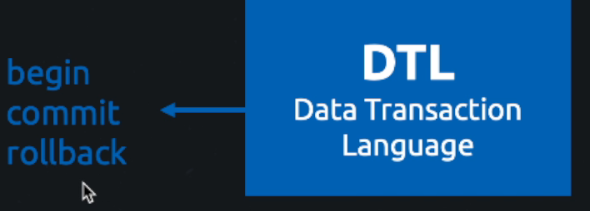 begin
commit
rollback
DTL
Data Transaction
Language